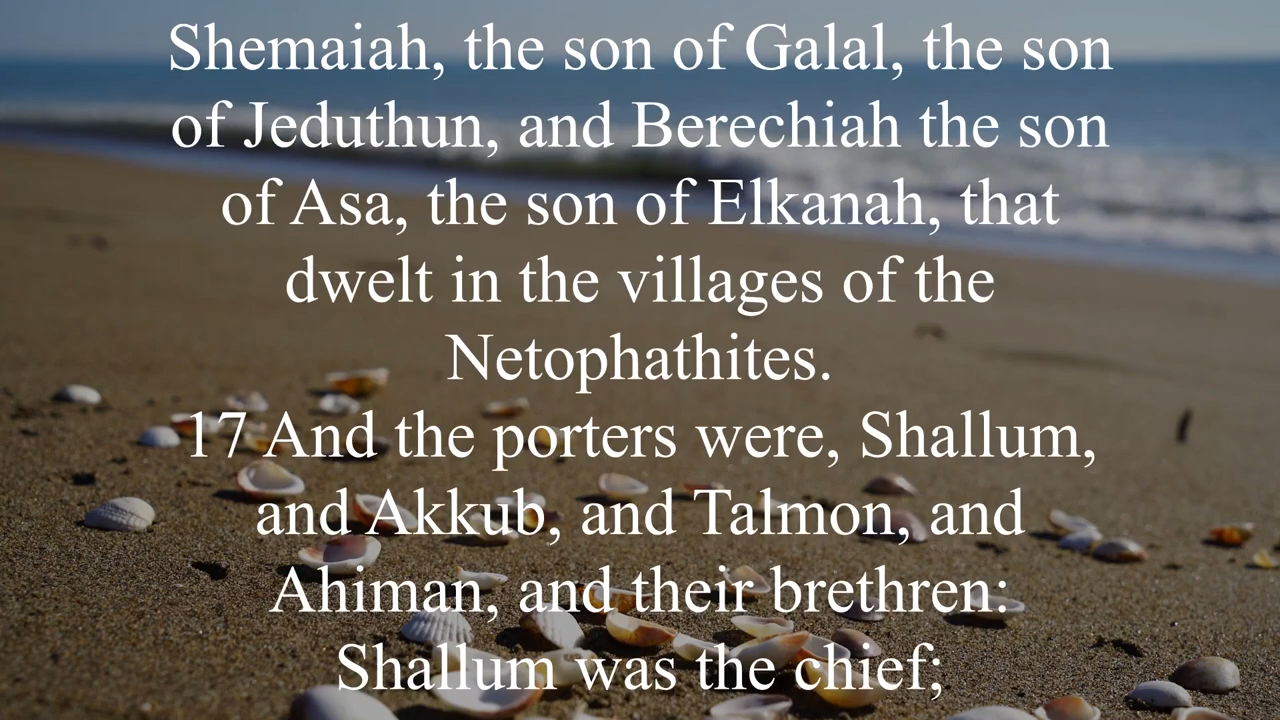 Shemaiah, the son of Galal, the son
of Jeduthun, and Berechiah the son
of Asa, the son of Elkanah, that
dwelt in the villages of the
Netophathites.
17 And the porters were, Shallum,
and Akkub, and Talmon, and
Ahiman, and their brethren:
Shallum was the chief;